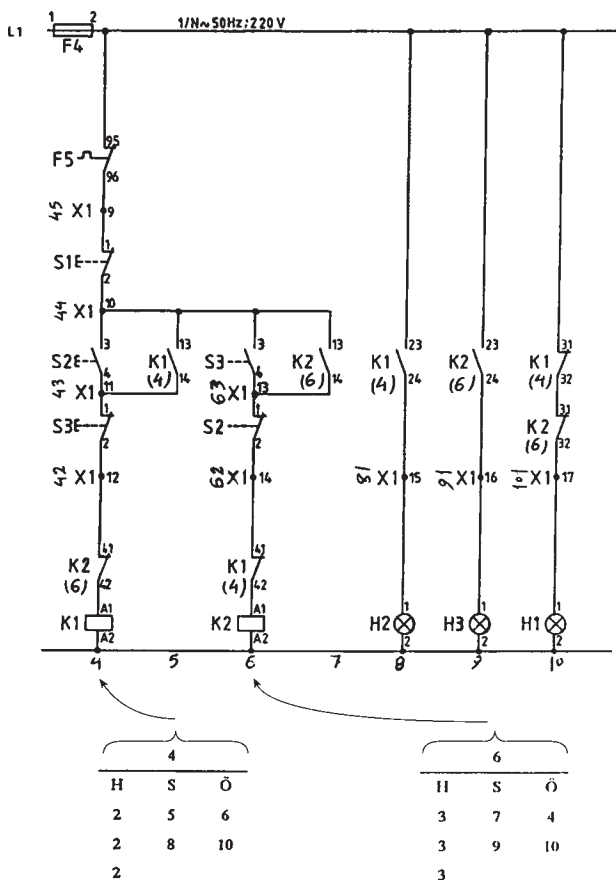 1 2 1/N~50Hz; 220 V
L1
F4
95
F5
96
45 X1 9
1
S1E
2
44 X1 10
3 13 3 13 23 23 31
S2E K1 S3 K2 K1 K2 K1
4 (4) 14 4 (6) 14 (4) 24 (6) 24 (4) 32
43 X1 11 63 X1 13
1 1 31
S3E S2 K2
2 2 (6) 32
42 X1 12 62 X1 14 81 X1 15 91 X1 16 101 X1 17
41 41
K2 K1
(6) 42 (4) 42
A1 A1 1 1 1
K1 K2 H2 H3 H1
A2 A2 2 2 2
4 5 6 7 8 9 10
4 6
H S Ö H S Ö
2 5 6 3 7 4
2 8 10 3 9 10
2 3